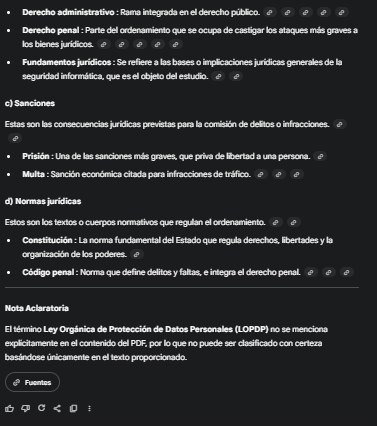 • Derecho administrativo : Rama integrada en el derecho público.
• Derecho penal : Parte del ordenamiento que se ocupa de castigar los ataques más graves a
los bienes jurídicos.
• Fundamentos jurídicos : Se refiere a las bases o implicaciones jurídicas generales de la
seguridad informática, que es el objeto del estudio.
c) Sanciones
Estas son las consecuencias jurídicas previstas para la comisión de delitos o infracciones.
• Prisión : Una de las sanciones más graves, que priva de libertad a una persona.
• Multa : Sanción económica citada para infracciones de tráfico.
d) Normas jurídicas
Estos son los textos o cuerpos normativos que regulan el ordenamiento.
• Constitución : La norma fundamental del Estado que regula derechos, libertades y la
organización de los poderes.
• Código penal : Norma que define delitos y faltas, e integra el derecho penal.
Nota Aclaratoria
El término Ley Orgánica de Protección de Datos Personales (LOPDP) no se menciona
explícitamente en el contenido del PDF, por lo que no puede ser clasificado con certeza
basándose únicamente en el texto proporcionado.
Fuentes